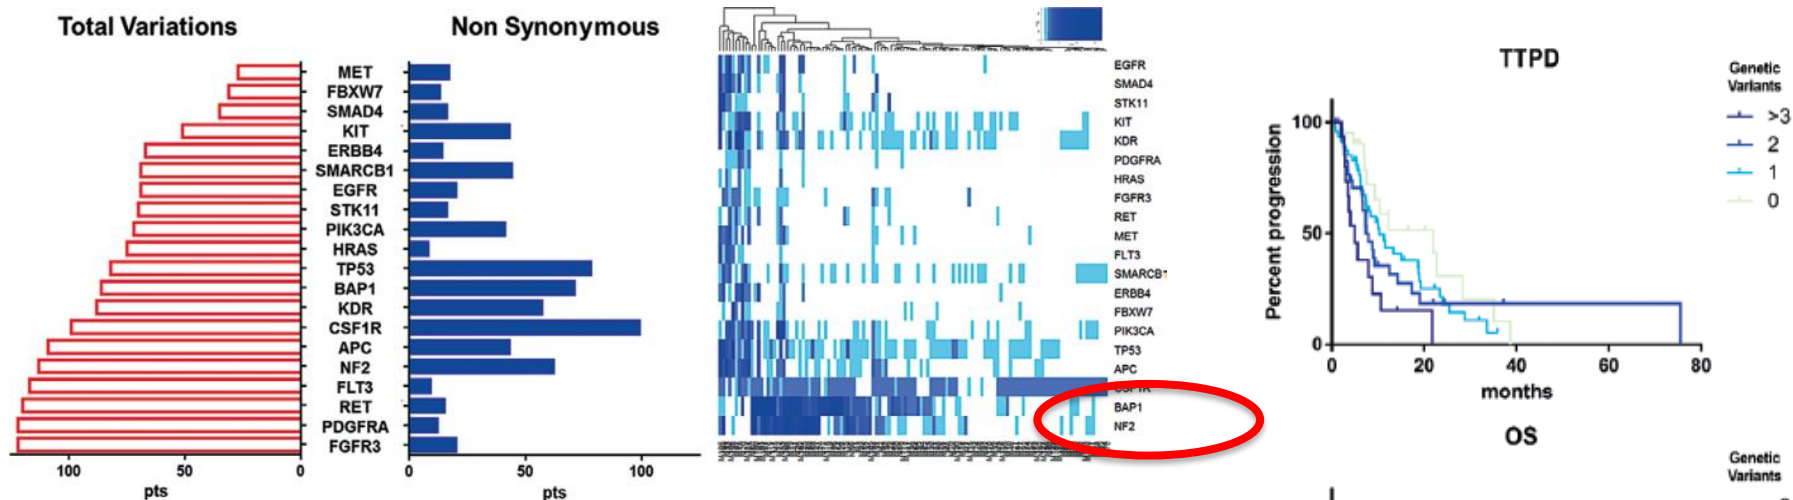 Total Variations
Non Synonymous
MET
FBXW7
SMAD4
KIT
ERBB4
SMARCB1
EGFR
STK11
PIK3CA
HRAS
TP53
BAP1
KDR
CSF1R
APC
NF2
FLT3
RET
PDGFRA
FGFR3
100 50 0
pts
0 50 100
pts
EGFR
SMAD4
STK11
KIT
KDR
PDGFRA
HRAS
FGFR3
RET
MET
FLT3
SMARCB1
ERBB4
FBXW7
PIK3CA
TP53
APC
CSF1R
BAP1
NF2
TTPD
Genetic
Variants
>3
2
1
0
Percent progression
100
50
0
0 20 40 60 80
months
OS
Genetic
Variants